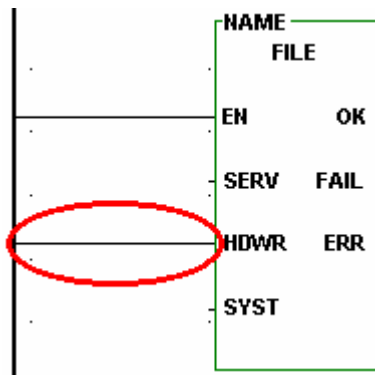 NAME
FILE
EN OK
SERV FAIL
HDWR ERR
SYST